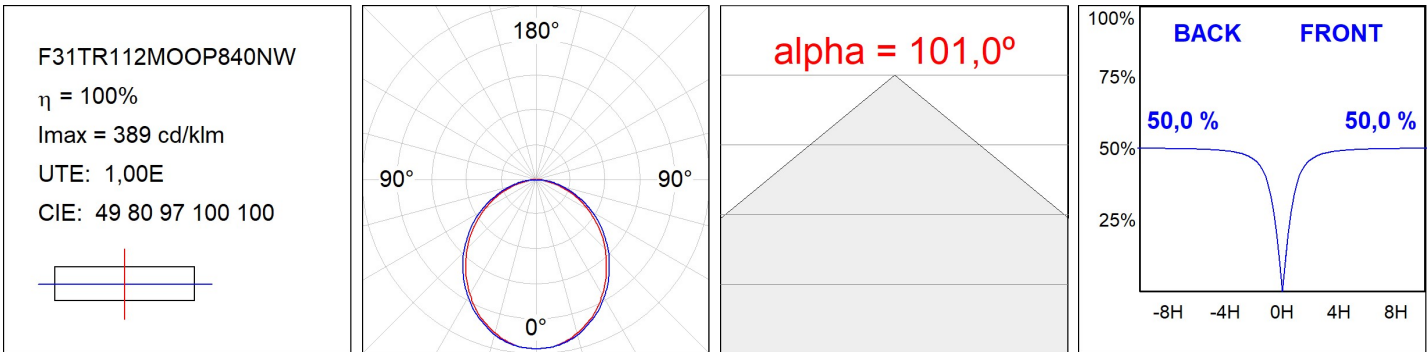 F31TR112MOOP840NW
η = 100%
Imax = 389 cd/klm
UTE: 1,00E
CIE: 49 80 97 100 100
180°
90° 90°
0°
alpha = 101,0º
100%
BACK FRONT
75%
50,0 % 50,0 %
50%
25%
-8H -4H 0H 4H 8H